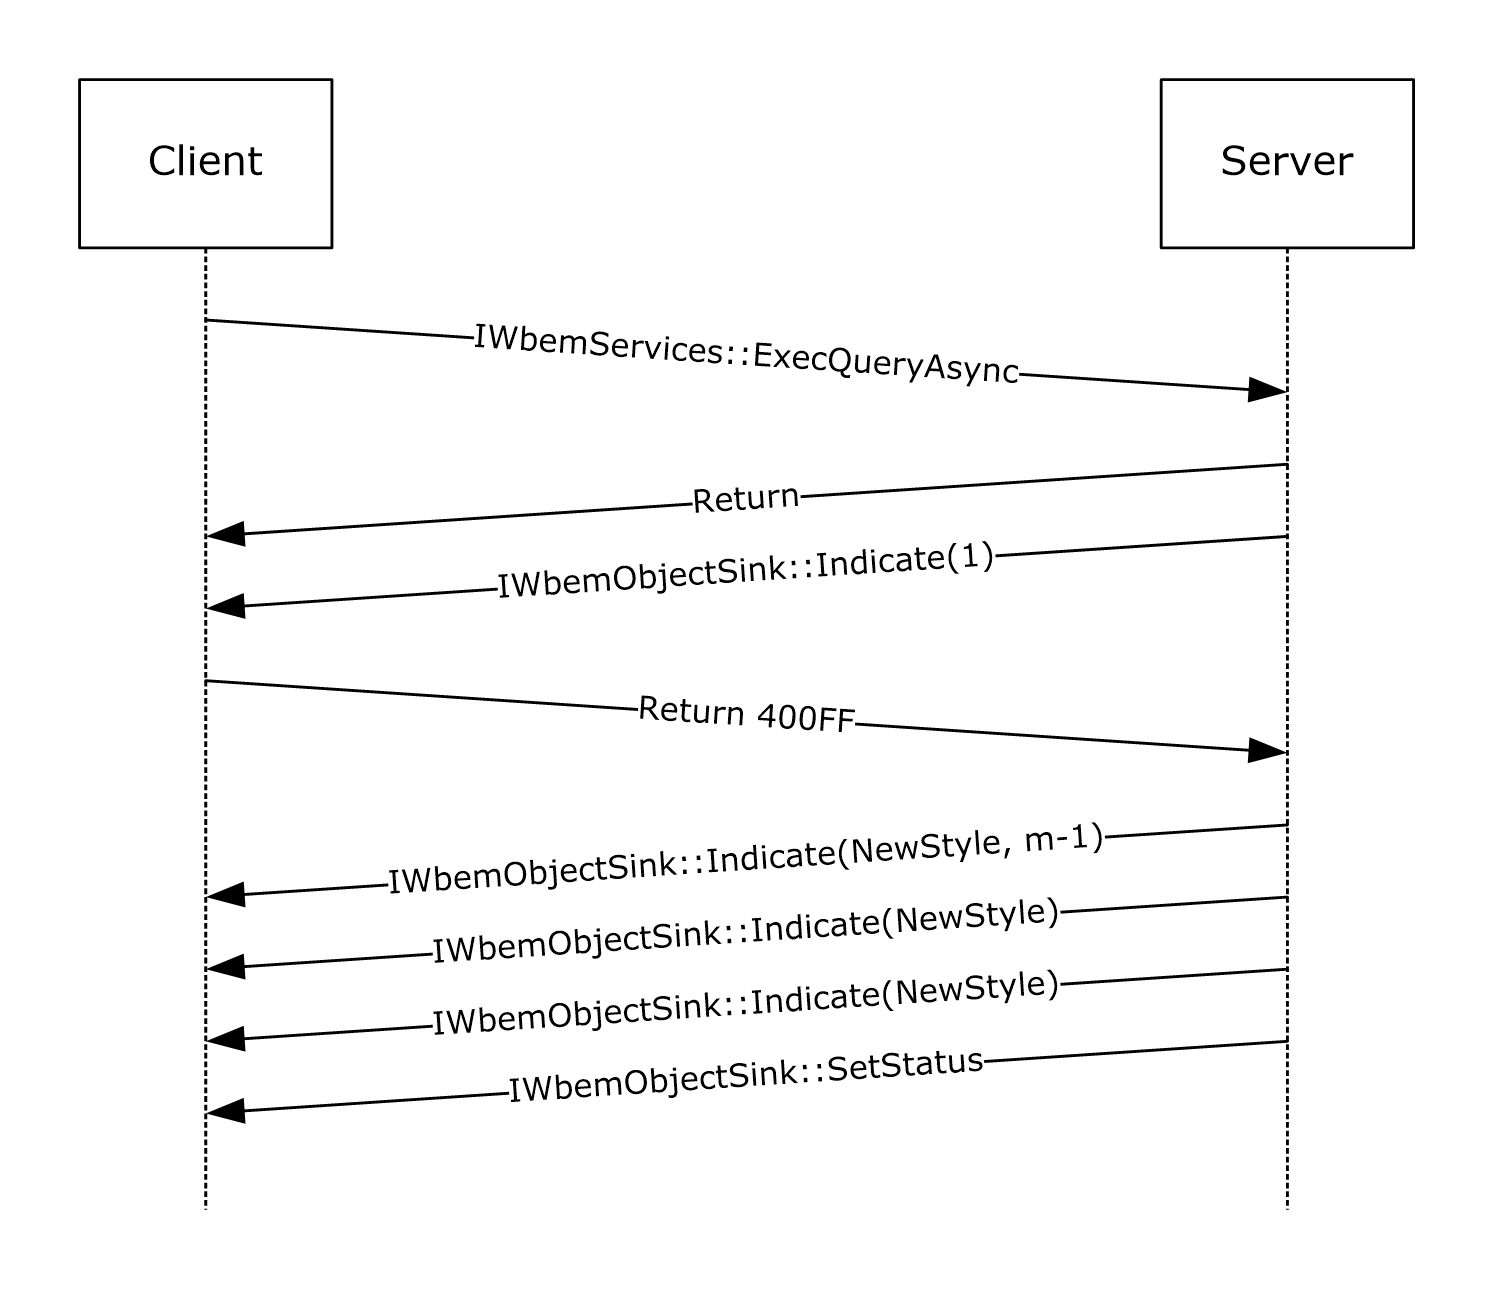 Client
Server
IWbemServices::ExecQueryAsync
Return
IWbemObjectSink::Indicate(1)
Return 400FF
IWbemObjectSink::Indicate(NewStyle, m-1)
IWbemObjectSink::Indicate(NewStyle)
IWbemObjectSink::Indicate(NewStyle)
IWbemObjectSink::SetStatus